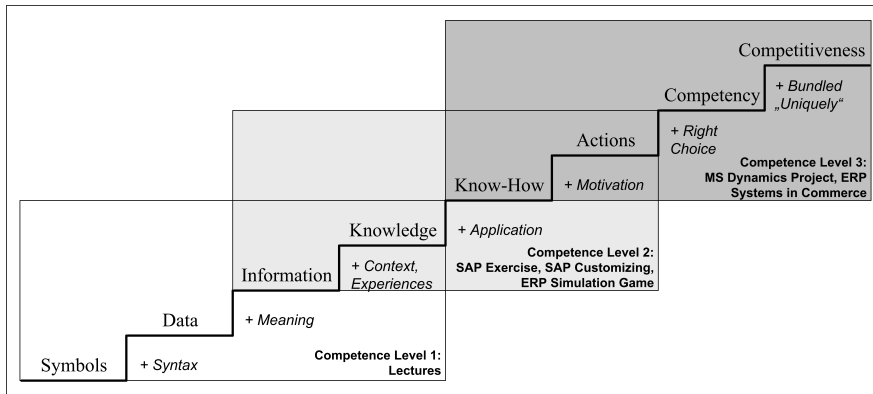 Competitiveness
+ Bundled
„Uniquely“
Competency
+ Right
Choice
Actions
Competence Level 3:
MS Dynamics Project, ERP
Systems in Commerce
Know-How
+ Motivation
Knowledge
+ Application
Competence Level 2:
SAP Exercise, SAP Customizing,
ERP Simulation Game
Information
+ Context,
Experiences
Data
+ Meaning
Competence Level 1:
Lectures
Symbols
+ Syntax